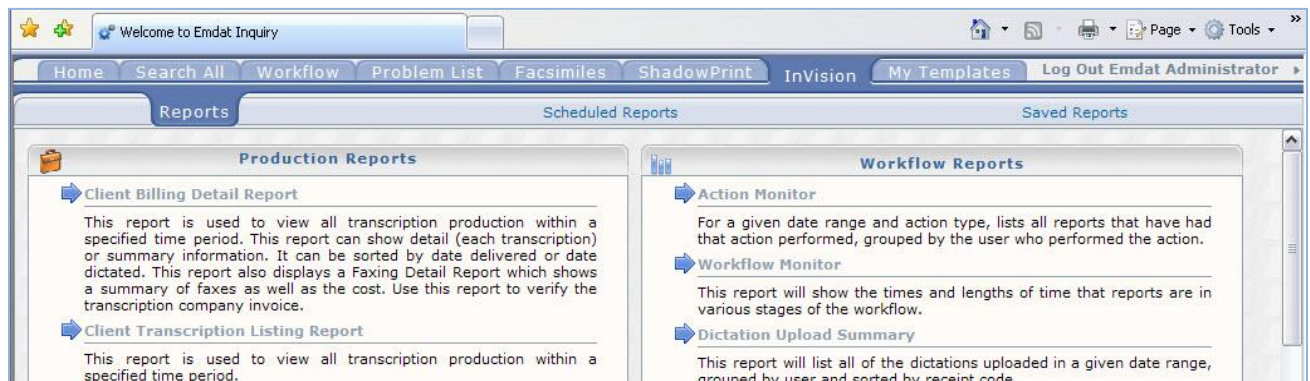 Welcome to Emdat Inquiry
Page
Tools
»
Home Search All Workflow Problem List Facsimiles ShadowPrint InVision My Templates Log Out Emdat Administrator
Reports Scheduled Reports Saved Reports
Production Reports
Client Billing Detail Report
This report is used to view all transcription production within a
specified time period. This report can show detail (each transcription)
or summary information. It can be sorted by date delivered or date
dictated. This report also displays a Faxing Detail Report which shows
a summary of faxes as well as the cost. Use this report to verify the
transcription company invoice.
Client Transcription Listing Report
This report is used to view all transcription production within a
specified time period.
Workflow Reports
Action Monitor
For a given date range and action type, lists all reports that have had
that action performed, grouped by the user who performed the action.
Workflow Monitor
This report will show the times and lengths of time that reports are in
various stages of the workflow.
Dictation Upload Summary
This report will list all of the dictations uploaded in a given date range,
grouped by user and sorted by receipt code.